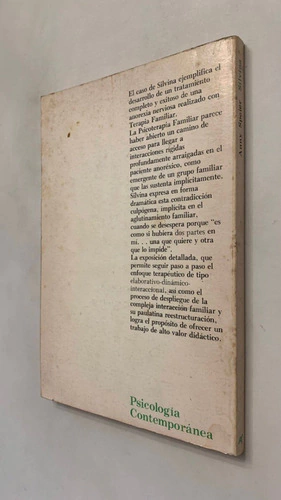 El caso de Silvina ejemplifica el
desarrollo de un tratamiento
completo y exitoso de una
anorexia nerviosa realizado con
Terapia Familiar.
La Psicoterapia Familiar parece
haber abierto un camino de
acceso para llegar a
interacciones rígidas
profundamente arraigadas en el
paciente anoréxico, como
emergente de un grupo familiar
que las sustenta implícitamente.
Silvina expresa en forma
dramática esta contradicción
culpógena, implícita en el
aglutinamiento familiar,
cuando se desespera porque "es
como si hubiera dos partes en
mí. . . una que quiere y otra
que lo impide".
La exposición detallada, que
permite seguir paso a paso el
enfoque terapéutico de tipo
elaborativo-dinámico-
interaccional, así como el
proceso de despliegue de la
compleja interacción familiar y
su paulatina reestructuración,
logra el propósito de ofrecer un
trabajo de alto valor didáctico.
Psicología
Contemporánea
Anny Speier